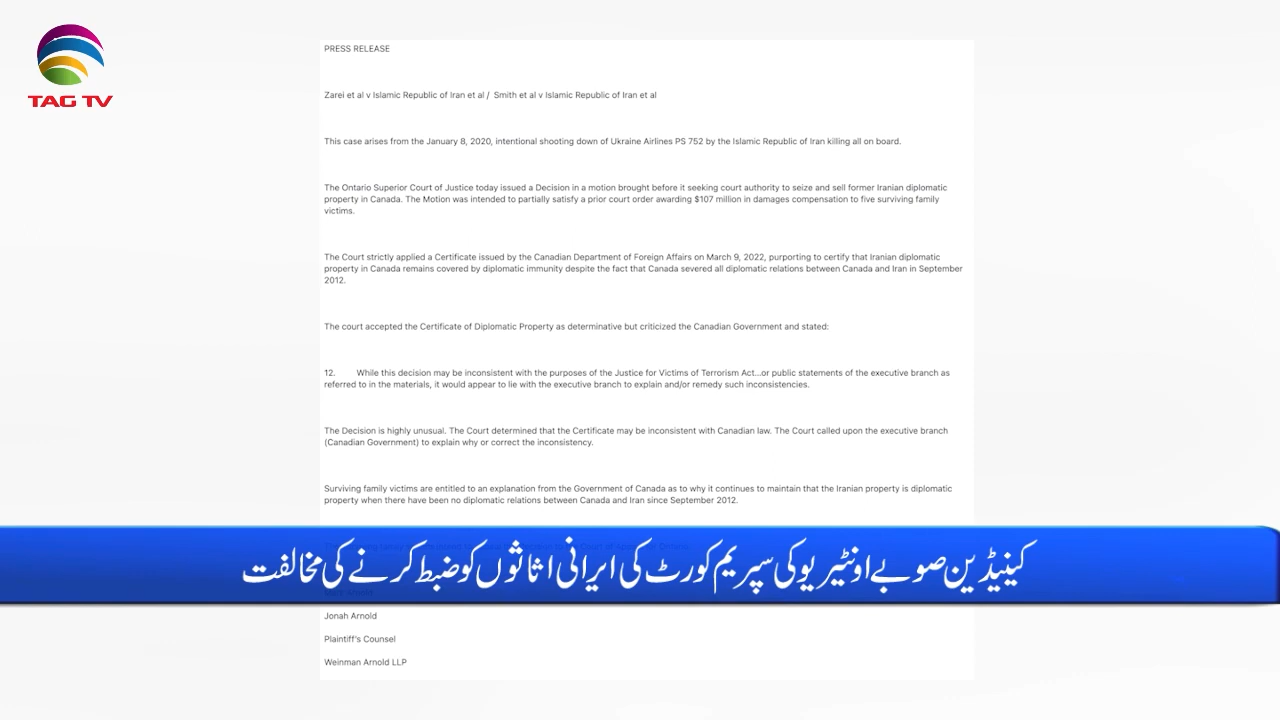 TAG TV
PRESS RELEASE
Zarei et al v Islamic Republic of Iran et al / Smith et al v Islamic Republic of Iran et al
This case arises from the January 8, 2020, intentional shooting down of Ukraine Airlines PS 752 by the Islamic Republic of Iran killing all on board.
The Ontario Superior Court of Justice today issued a Decision in a motion brought before it seeking court authority to seize and sell former Iranian diplomatic
property in Canada. The Motion was intended to partially satisfy a prior court order awarding $107 million in damages compensation to five surviving family
victims.
The Court strictly applied a Certificate issued by the Canadian Department of Foreign Affairs on March 9, 2022, purporting to certify that Iranian diplomatic
property in Canada remains covered by diplomatic immunity despite the fact that Canada severed all diplomatic relations between Canada and Iran in September
2012.
The court accepted the Certificate of Diplomatic Property as determinative but criticized the Canadian Government and stated:
12. While this decision may be inconsistent with the purposes of the Justice for Victims of Terrorism Act...or public statements of the executive branch as
referred to in the materials, it would appear to lie with the executive branch to explain and/or remedy such inconsistencies.
The Decision is highly unusual. The Court determined that the Certificate may be inconsistent with Canadian law. The Court called upon the executive branch
(Canadian Government) to explain why or correct the inconsistency.
Surviving family victims are entitled to an explanation from the Government of Canada as to why it continues to maintain that the Iranian property is diplomatic
property when there have been no diplomatic relations between Canada and Iran since September 2012.
کینیڈین صوبے اونٹیریو کی سپریم کورٹ کی ایرانی اثاثوں کو ضبط کرنے کی مخالفت
Jonah Arnold
Plaintiff's Counsel
Weinman Arnold LLP